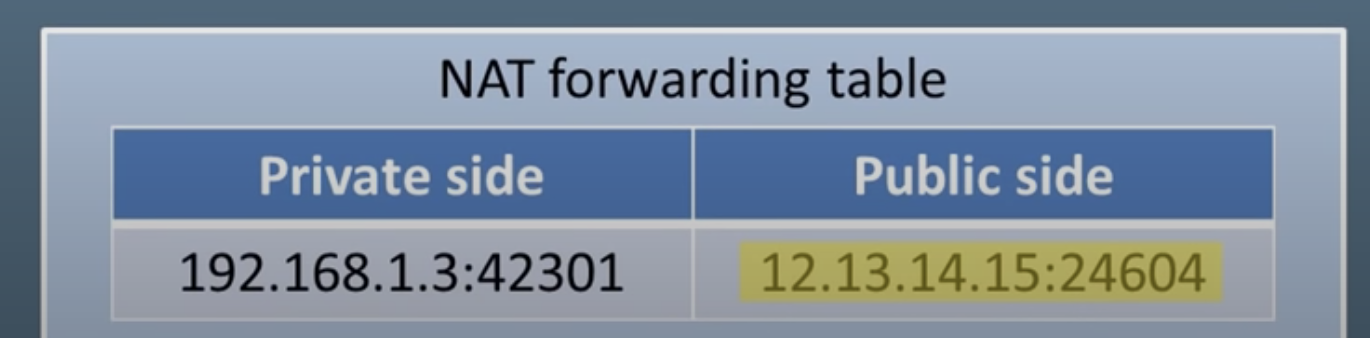 NAT forwarding table
Private side Public side
192.168.1.3:42301 12.13.14.15:24604